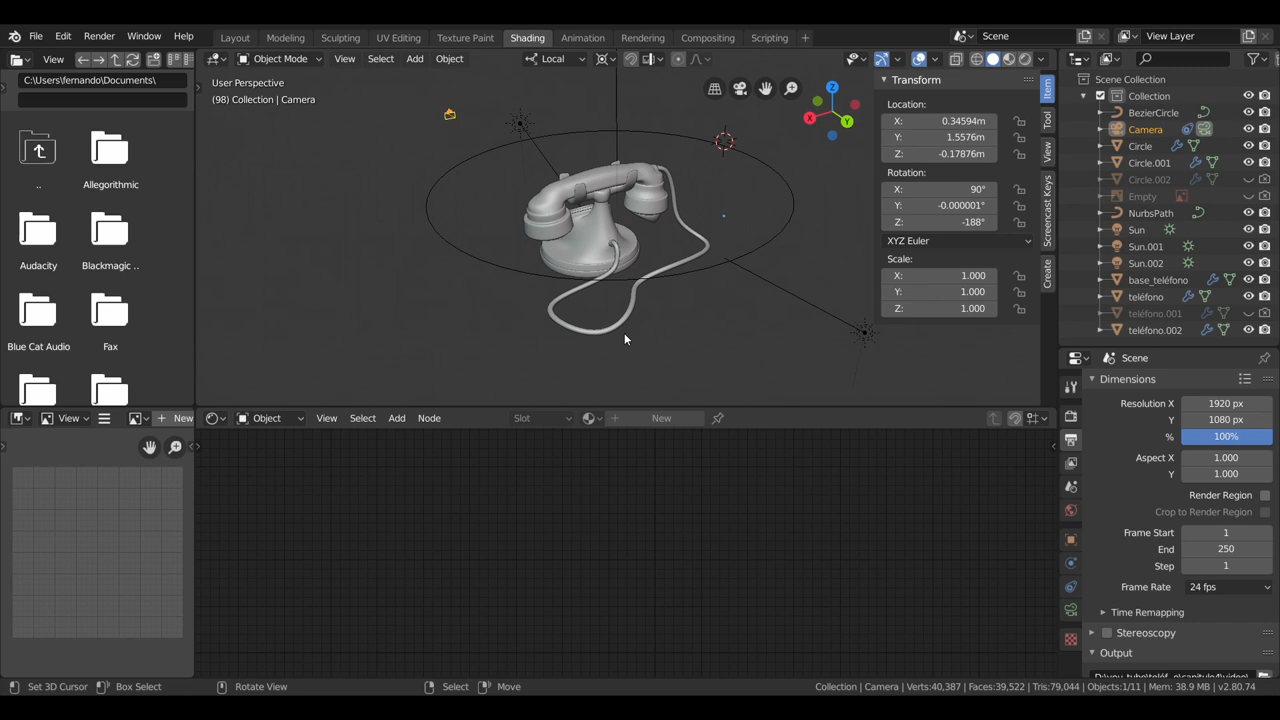 File Edit Render Window Help Layout Modeling Sculpting UV Editing Texture Paint Shading Animation Rendering Compositing Scripting + Scene View Layer
View Object Mode View Select Add Object Local
C:\Users\fernando\Documents\
User Perspective
(98) Collection | Camera
..
Allegorithmic
Audacity
Blackmagic ..
Blue Cat Audio
Fax
X Y Z
Transform
Location:
X: 0.34594m
Y: 1.5576m
Z: -0.17876m
Rotation:
X: 90°
Y: -0.000001°
Z: -188°
XYZ Euler
Scale:
X: 1.000
Y: 1.000
Z: 1.000
Item
Tool
View
Screencast Keys
Create
Scene Collection
Collection
BezierCircle
Camera
Circle
Circle.001
Circle.002
Empty
NurbsPath
Sun
Sun.001
Sun.002
base_teléfono
teléfono
teléfono.001
teléfono.002
Scene
Dimensions
Resolution X 1920 px
Y 1080 px
% 100%
Aspect X 1.000
Y 1.000
Render Region
Crop to Render Region
Frame Start 1
End 250
Step 1
Frame Rate 24 fps
Time Remapping
Stereoscopy
Output
View + New Object View Select Add Node Slot + New
Set 3D Cursor Box Select Rotate View Select Move Collection | Camera | Verts:40,387 | Faces:39,522 | Tris:79,044 | Objects:1/11 | Mem: 38.9 MB | v2.80.74